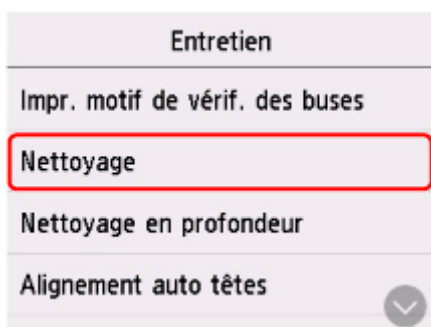 Entretien
Impr. motif de vérif. des buses
Nettoyage
Nettoyage en profondeur
Alignement auto têtes